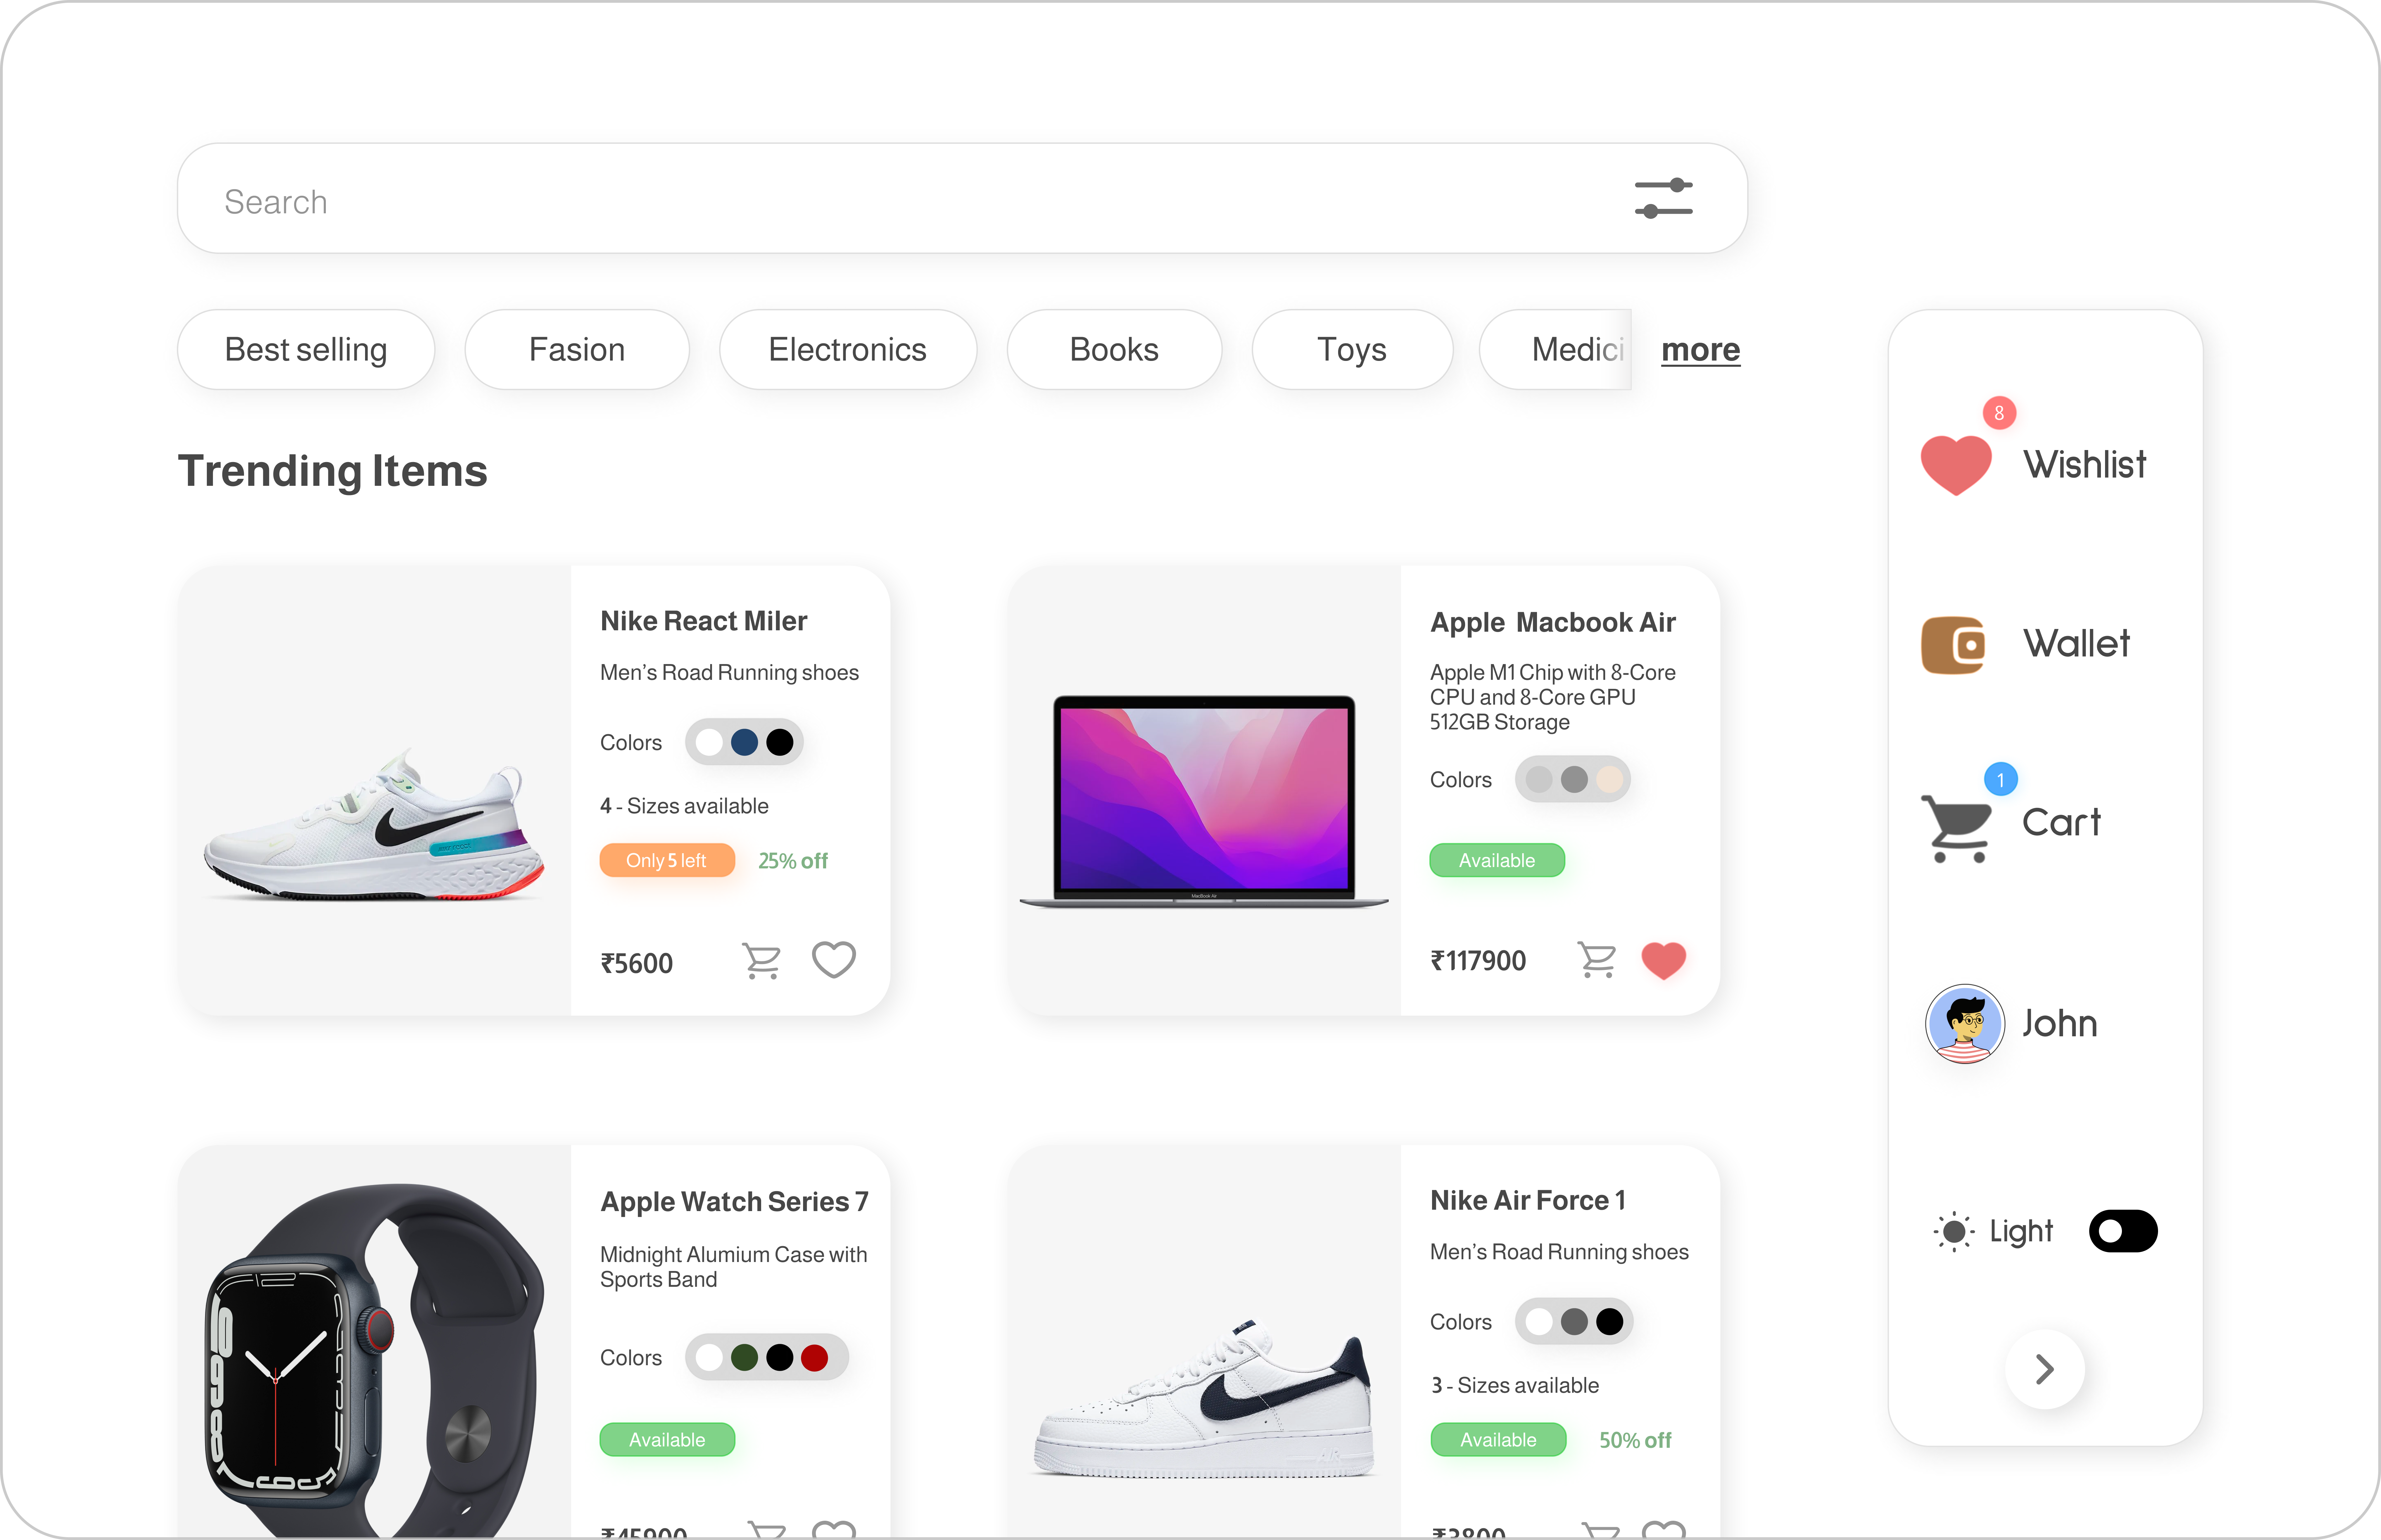 Search
Best selling
Fasion
Electronics
Books
Toys
Medici
more
Trending Items
Nike React Miler
Men's Road Running shoes
Colors
4 - Sizes available
Only 5 left
25% off
₹5600
Apple Macbook Air
Apple M1 Chip with 8-Core
CPU and 8-Core GPU
512GB Storage
Colors
Available
₹117900
MacBook Air
Apple Watch Series 7
Midnight Alumium Case with
Sports Band
Colors
Available
₹45900
Nike Air Force 1
Men's Road Running shoes
Colors
3 - Sizes available
Available
50% off
₹3800
8
Wishlist
Wallet
1
Cart
John
Light